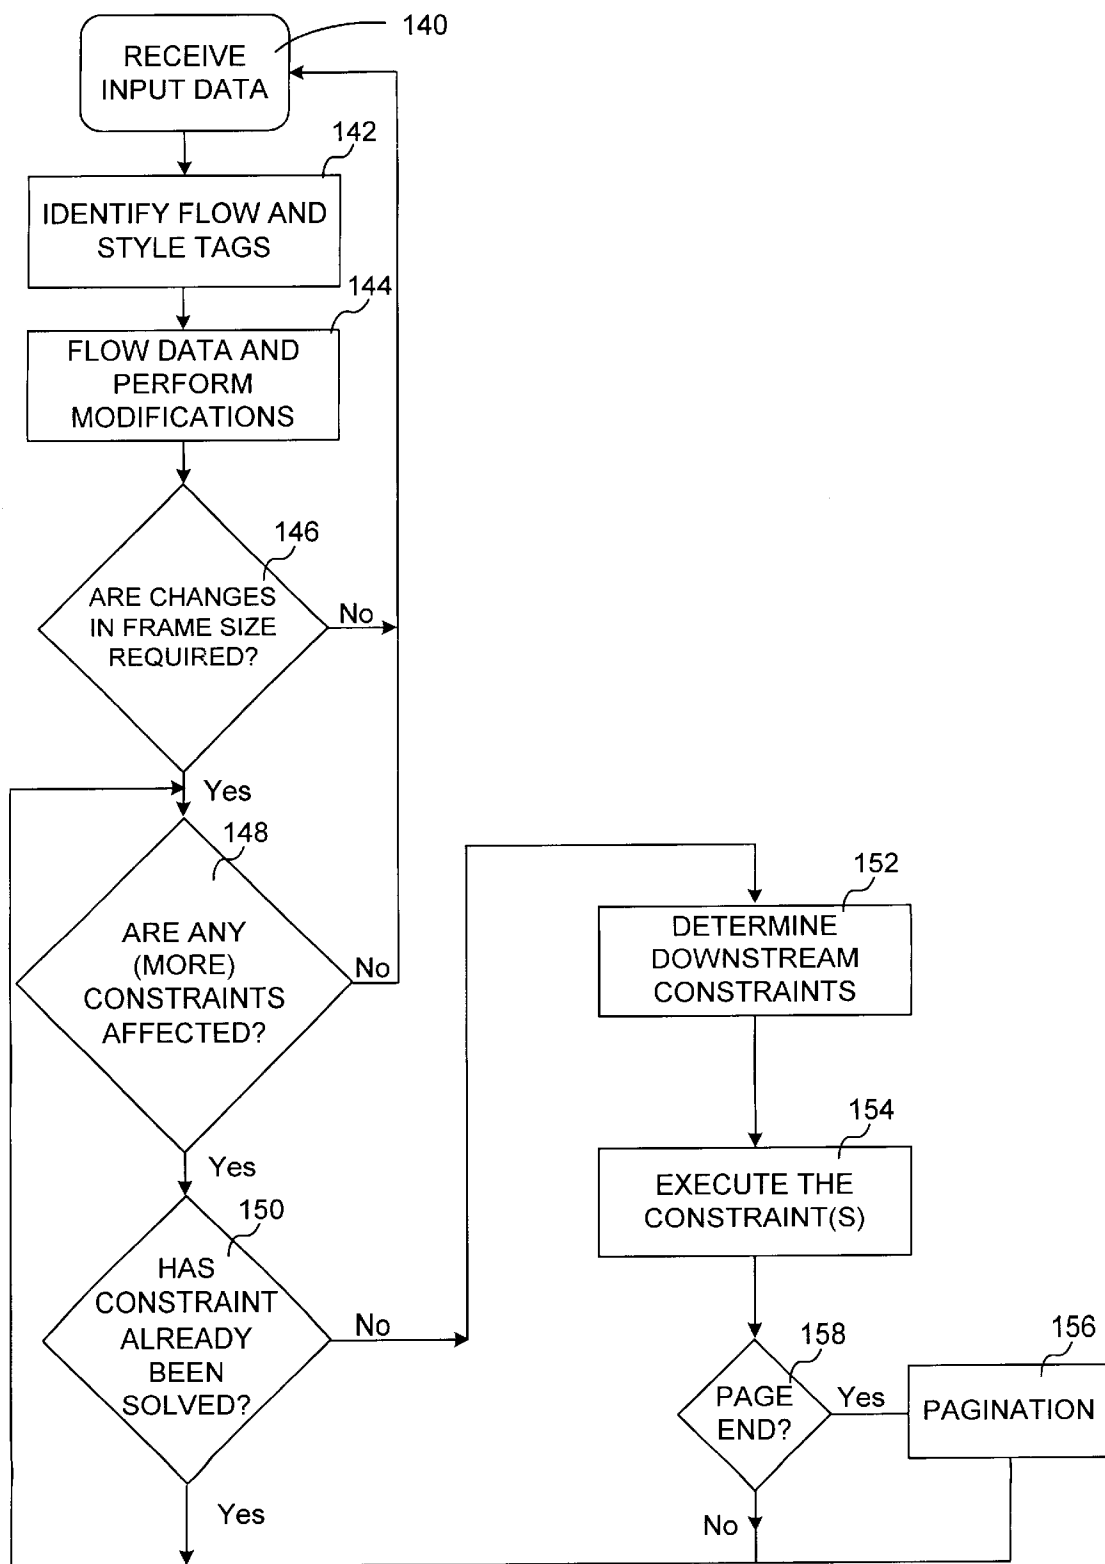 140
RECEIVE
INPUT DATA
142
IDENTIFY FLOW AND
STYLE TAGS
144
FLOW DATA AND
PERFORM
MODIFICATIONS
146
ARE CHANGES
IN FRAME SIZE
REQUIRED?
No
Yes
148
ARE ANY
(MORE)
CONSTRAINTS
AFFECTED?
No
Yes
150
HAS
CONSTRAINT
ALREADY
BEEN
SOLVED?
No
Yes
152
DETERMINE
DOWNSTREAM
CONSTRAINTS
154
EXECUTE THE
CONSTRAINT(S)
158
PAGE
END?
Yes
No
156
PAGINATION